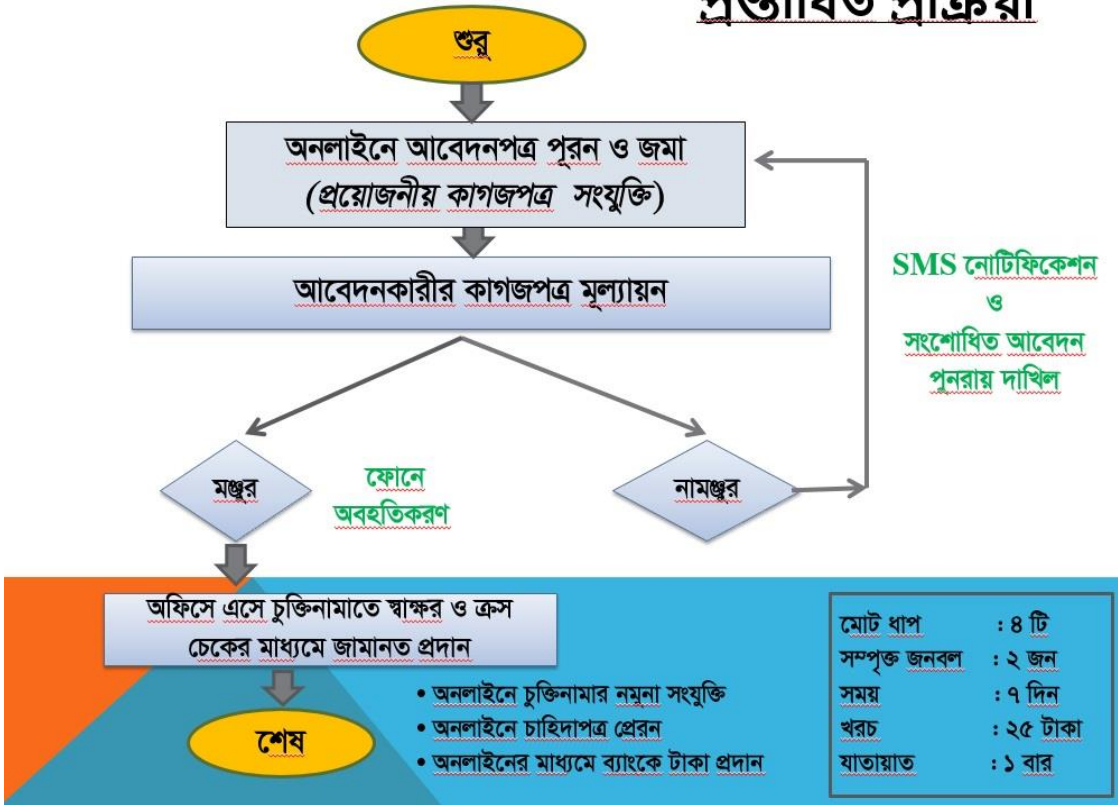 প্রস্তাবিত প্রক্রিয়া
শুরু
অনলাইনে আবেদনপত্র পূরন ও জমা
(প্রয়োজনীয় কাগজপত্র সংযুক্তি)
আবেদনকারীর কাগজপত্র মূল্যায়ন
SMS নোটিফিকেশন
ও
সংশোধিত আবেদন
পুনরায় দাখিল
মঞ্জুর
ফোনে
অবহতিকরণ
নামঞ্জুর
অফিসে এসে চুক্তিনামাতে স্বাক্ষর ও ক্রস
চেকের মাধ্যমে জামানত প্রদান
শেষ
• অনলাইনে চুক্তিনামার নমুনা সংযুক্তি
• অনলাইনে চাহিদাপত্র প্রেরন
• অনলাইনের মাধ্যমে ব্যাংকে টাকা প্রদান
মোট ধাপ : ৪ টি
সম্পৃক্ত জনবল : ২ জন
সময় : ৭ দিন
খরচ : ২৫ টাকা
যাতায়াত : ১ বার